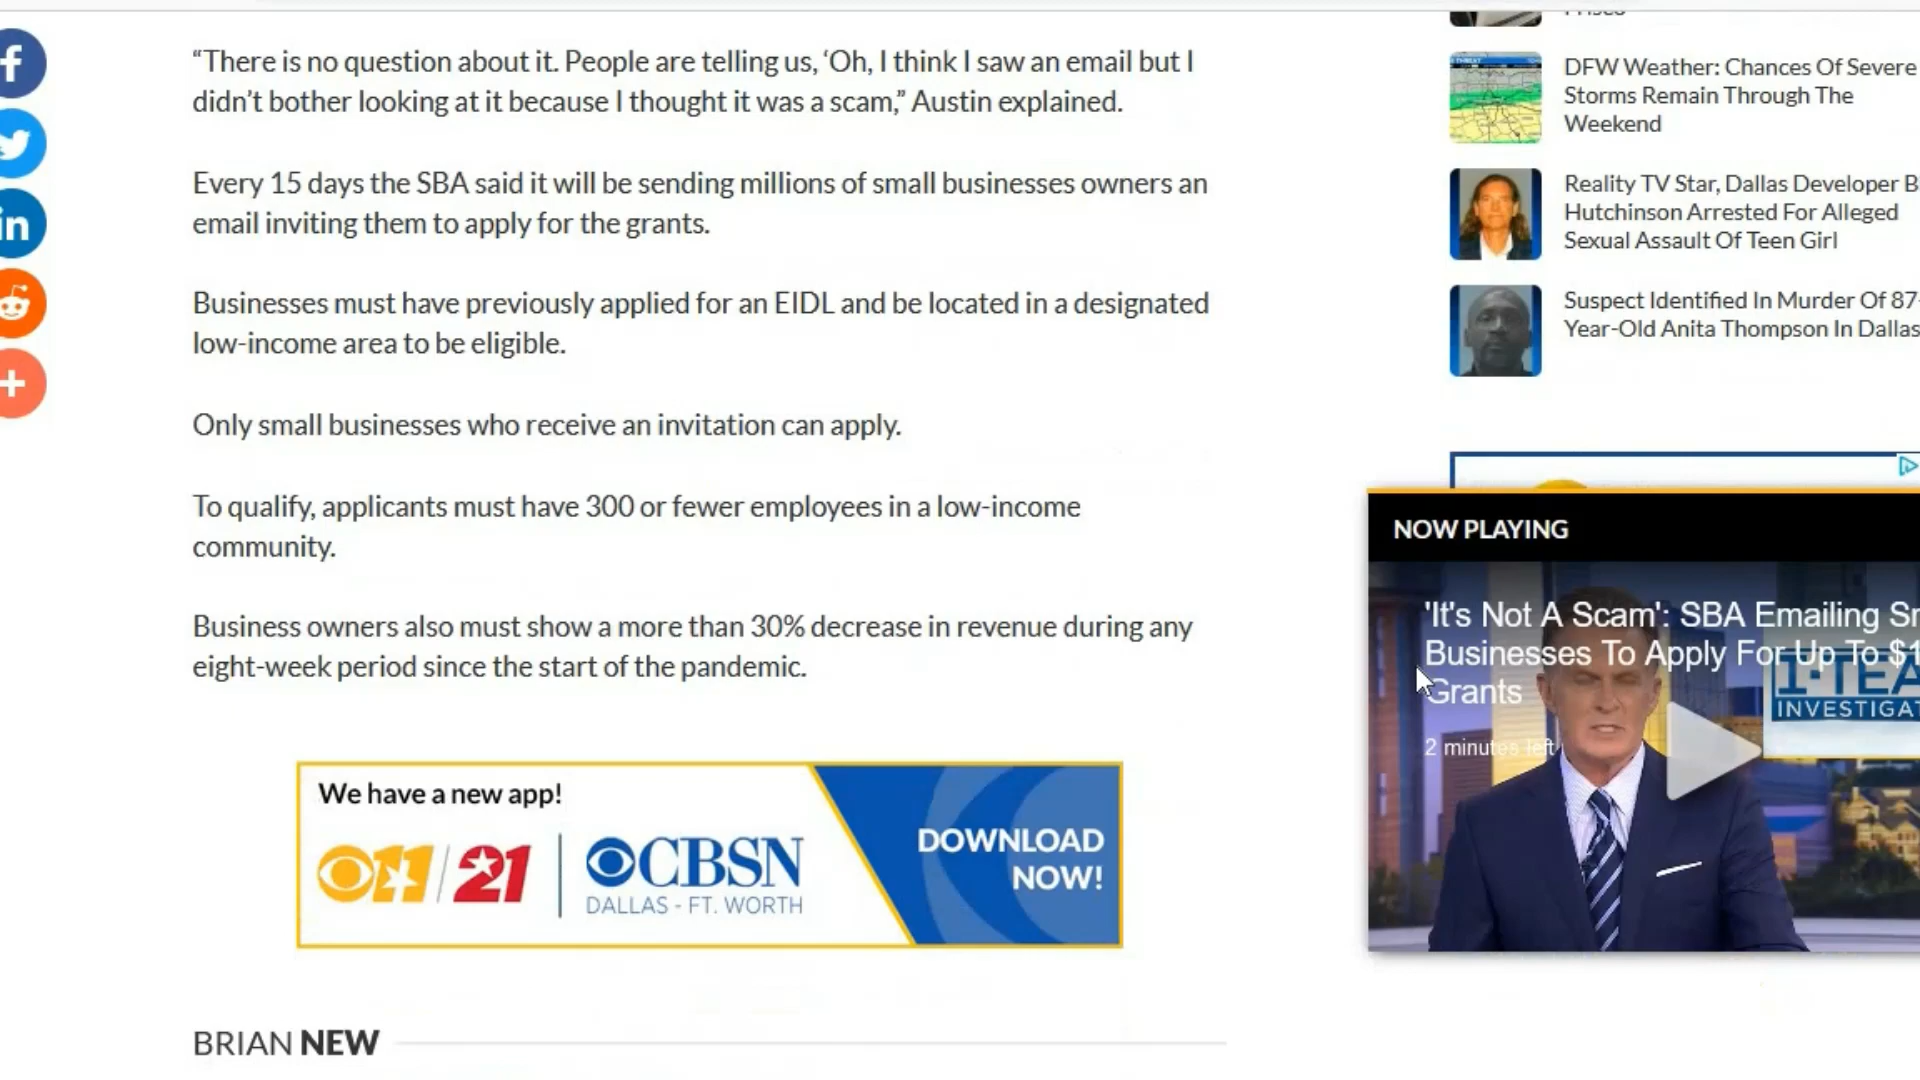 “There is no question about it. People are telling us, ‘Oh, I think I saw an email but I
didn’t bother looking at it because I thought it was a scam,” Austin explained.
Every 15 days the SBA said it will be sending millions of small businesses owners an
email inviting them to apply for the grants.
Businesses must have previously applied for an EIDL and be located in a designated
low-income area to be eligible.
Only small businesses who receive an invitation can apply.
To qualify, applicants must have 300 or fewer employees in a low-income
community.
Business owners also must show a more than 30% decrease in revenue during any
eight-week period since the start of the pandemic.
We have a new app!
11/21
CBSN
DALLAS - FT. WORTH
DOWNLOAD
NOW!
BRIAN NEW
DFW Weather: Chances Of Severe
Storms Remain Through The
Weekend
Reality TV Star, Dallas Developer B
Hutchinson Arrested For Alleged
Sexual Assault Of Teen Girl
Suspect Identified In Murder Of 87-
Year-Old Anita Thompson In Dallas
NOW PLAYING
'It's Not A Scam': SBA Emailing Sm
Businesses To Apply For Up To $1
Grants
2 minutes left
I-TEA
INVESTIGAT